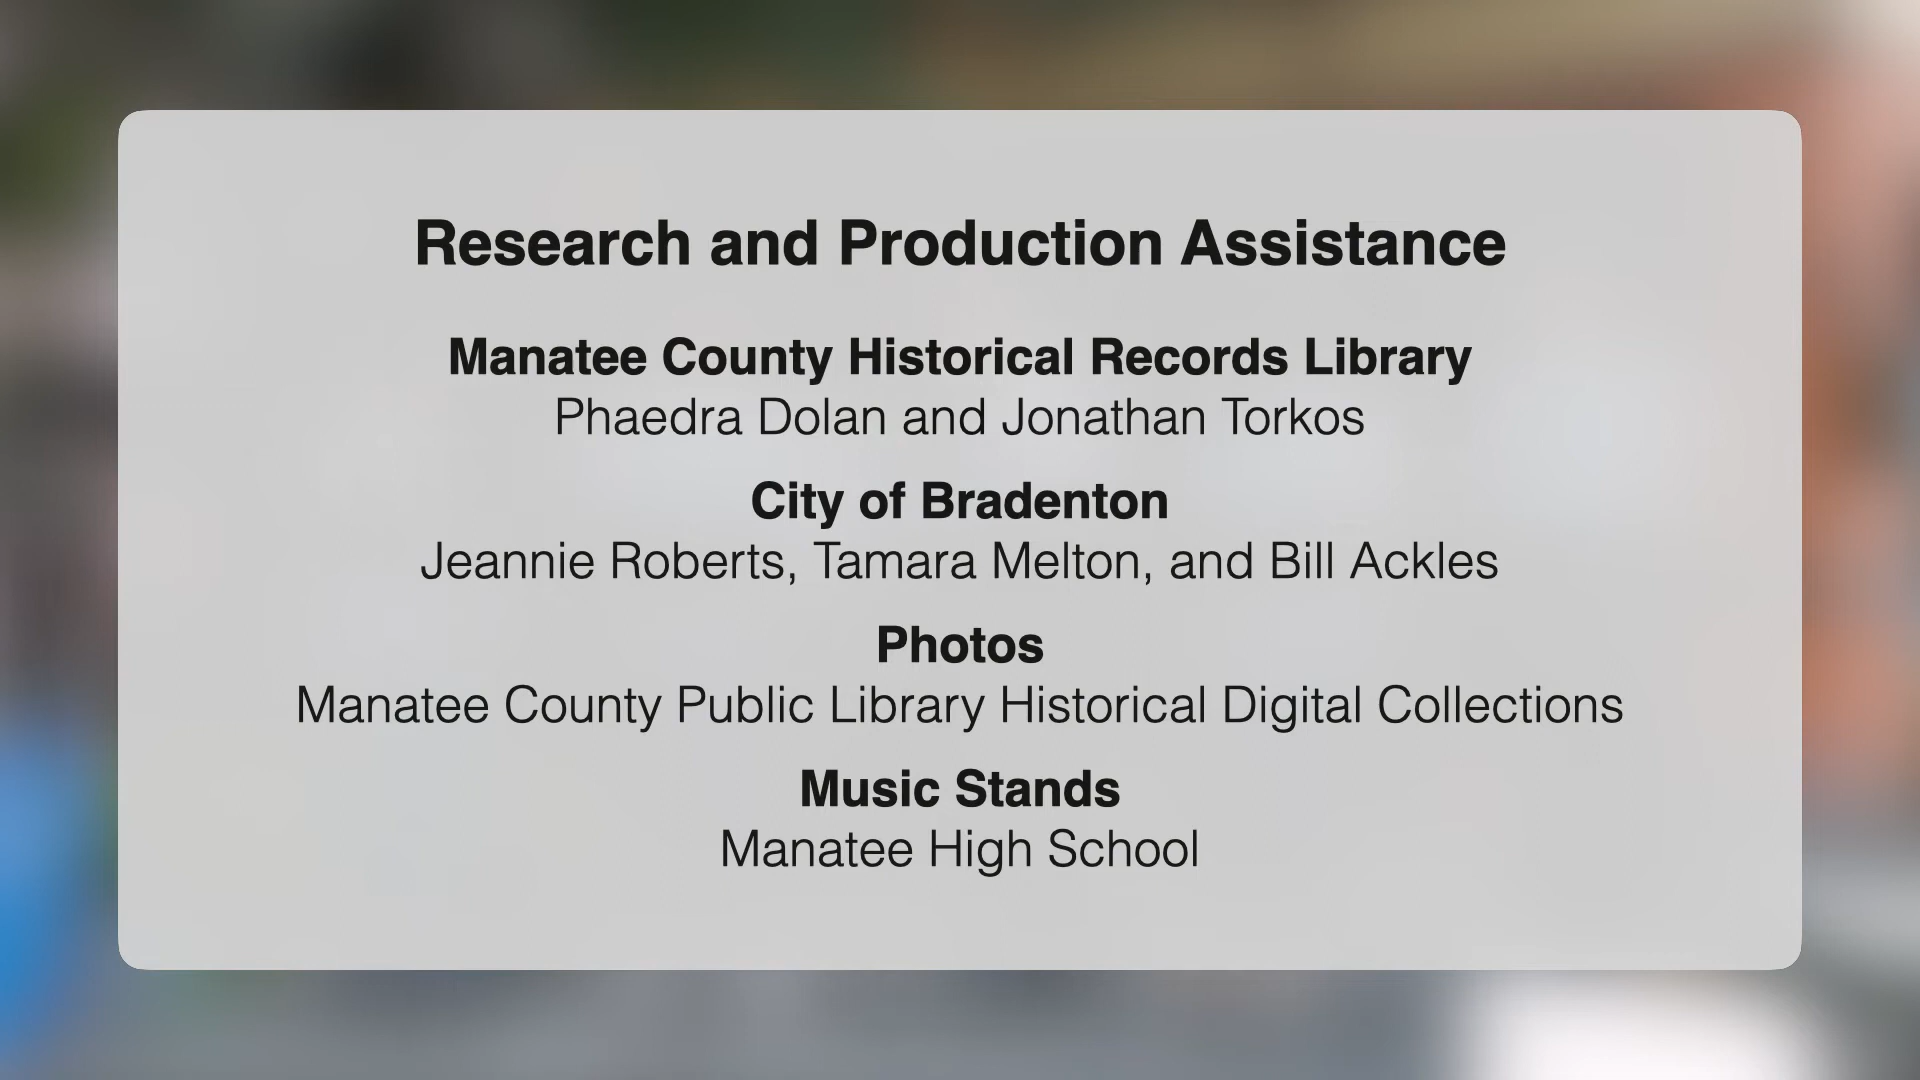 Research and Production Assistance
Manatee County Historical Records Library
Phaedra Dolan and Jonathan Torkos
City of Bradenton
Jeannie Roberts, Tamara Melton, and Bill Ackles
Photos
Manatee County Public Library Historical Digital Collections
Music Stands
Manatee High School